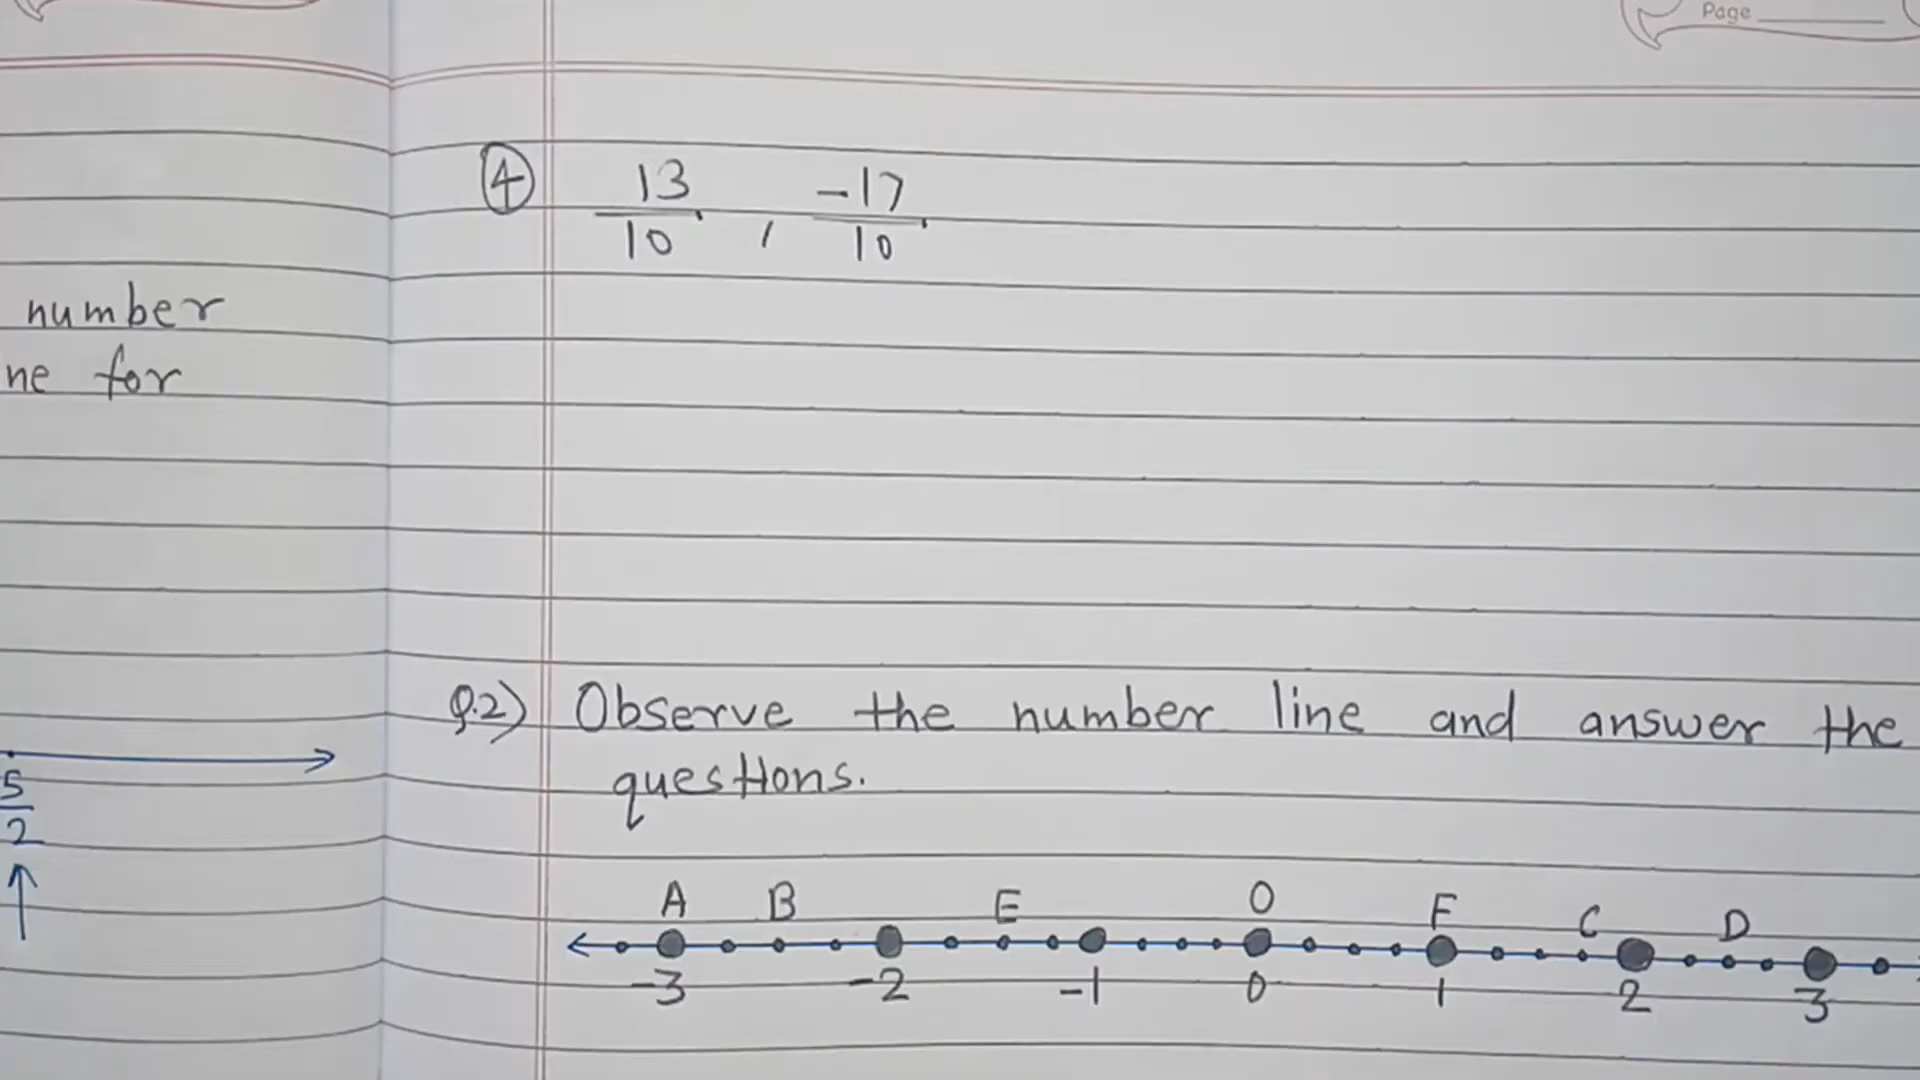 Page
number
ne for
5
2
④ 13/10 , -17/10
Q.2) Observe the number line and answer the
questions.
A B E O F C D
-3 -2 -1 0 1 2 3